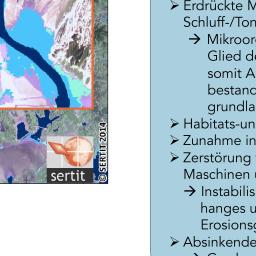 sertit
© SERTIT 2014
➢ Erdrückte M
Schluff-/Ton
→ Mikroor
Glied de
somit A
bestand
grundla
➢ Habitats-un
➢ Zunahme in
➢ Zerstörung
Maschinen u
→ Instabilis
hanges u
Erosionsg
➢ Absinkende